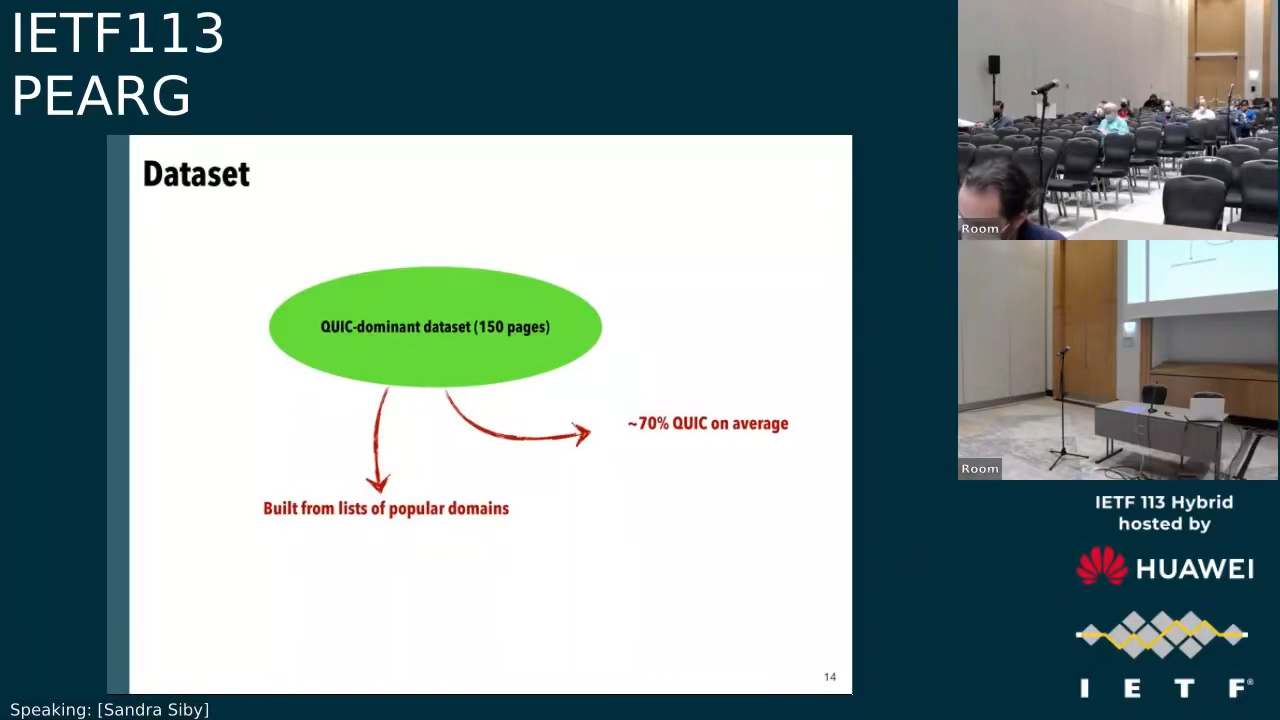 IETF113
PEARG
Dataset
QUIC-dominant dataset (150 pages)
~70% QUIC on average
Built from lists of popular domains
14
Room
Room
IETF 113 Hybrid
hosted by
HUAWEI
I E T F®
Speaking: [Sandra Siby]